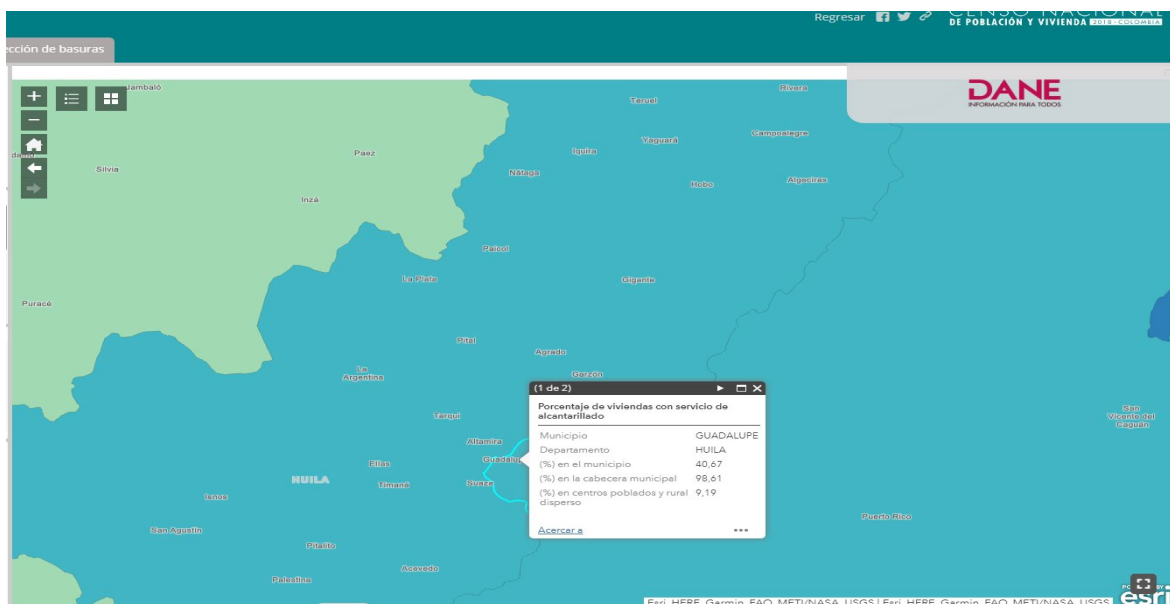 Regresar
CENSO NACIONAL
DE POBLACIÓN Y VIVIENDA 2018 - COLOMBIA
ección de basuras
DANE
INFORMACIÓN PARA TODOS
Jambaló
Rivera
Teruel
Yaguará
Campoalegre
Iquira
Paez
Silvia
Nátaga
Hobo
Algeciras
Inzá
Paicol
La Plata
Gigante
Puracé
Pital
Agrado
La
Argentina
Garzón
(1 de 2)
Porcentaje de viviendas con servicio de
alcantarillado
Municipio GUADALUPE
Departamento HUILA
(%) en el municipio 40,67
(%) en la cabecera municipal 98,61
(%) en centros poblados y rural 9,19
disperso
Acercar a
Tarqui
Altamira
Guadalup
Elías
HUILA
Timaná
Suaza
Isnos
San Agustín
Pitalito
Acevedo
Palestina
San
Vicente del
Caguán
Puerto Rico
Esri, HERE, Garmin, FAO, METI/NASA, USGS | Esri, HERE, Garmin, FAO, METI/NASA, USGS
esri